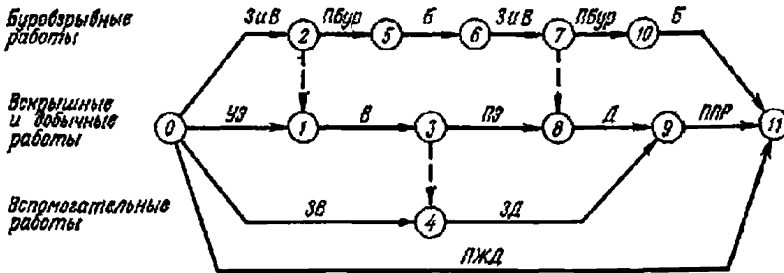 Буровзрывные
работы
ЗиВ
Пбур
Б
ЗиВ
Пбур
Б
2
5
6
7
10
Вскрышные
и добычные
работы
0
УЭ
1
В
3
ПЭ
8
Д
9
ППР
11
Вспомогательные
работы
ЗВ
4
ЗД
ПЖД